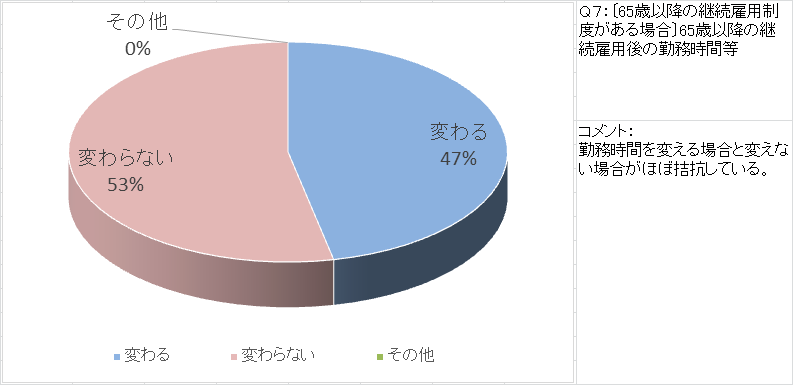 その他
0%
変わる
47%
変わらない
53%
変わる
変わらない
その他
Ｑ７：〔65歳以降の継続雇用制
度がある場合〕65歳以降の継
続雇用後の勤務時間等
コメント：
勤務時間を変える場合と変えな
い場合がほぼ拮抗している。